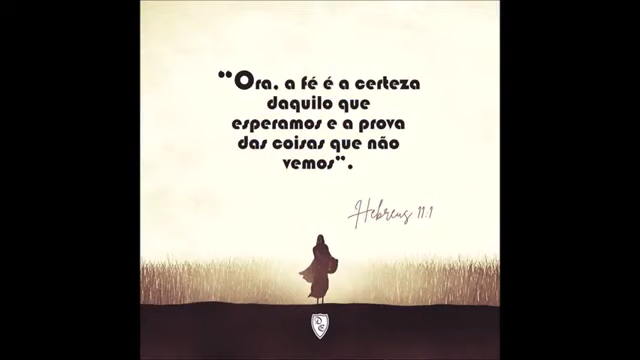 “Ora, a fé é a certeza
daquilo que
esperamos e a prova
das coisas que não
vemos”.
Hebreus 11:1